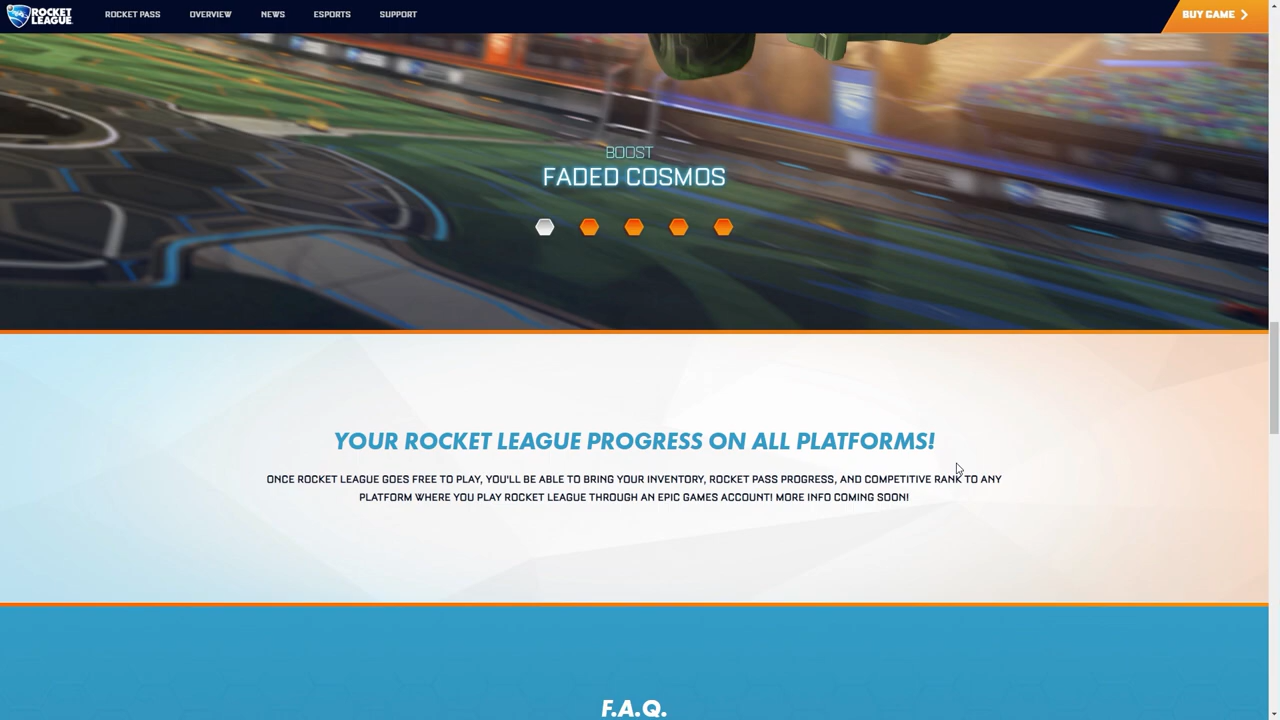 ROCKET LEAGUE
ROCKET PASS
OVERVIEW
NEWS
ESPORTS
SUPPORT
BUY GAME
BOOST
FADED COSMOS
YOUR ROCKET LEAGUE PROGRESS ON ALL PLATFORMS!
ONCE ROCKET LEAGUE GOES FREE TO PLAY, YOU'LL BE ABLE TO BRING YOUR INVENTORY, ROCKET PASS PROGRESS, AND COMPETITIVE RANK TO ANY
PLATFORM WHERE YOU PLAY ROCKET LEAGUE THROUGH AN EPIC GAMES ACCOUNT! MORE INFO COMING SOON!
F.A.Q.